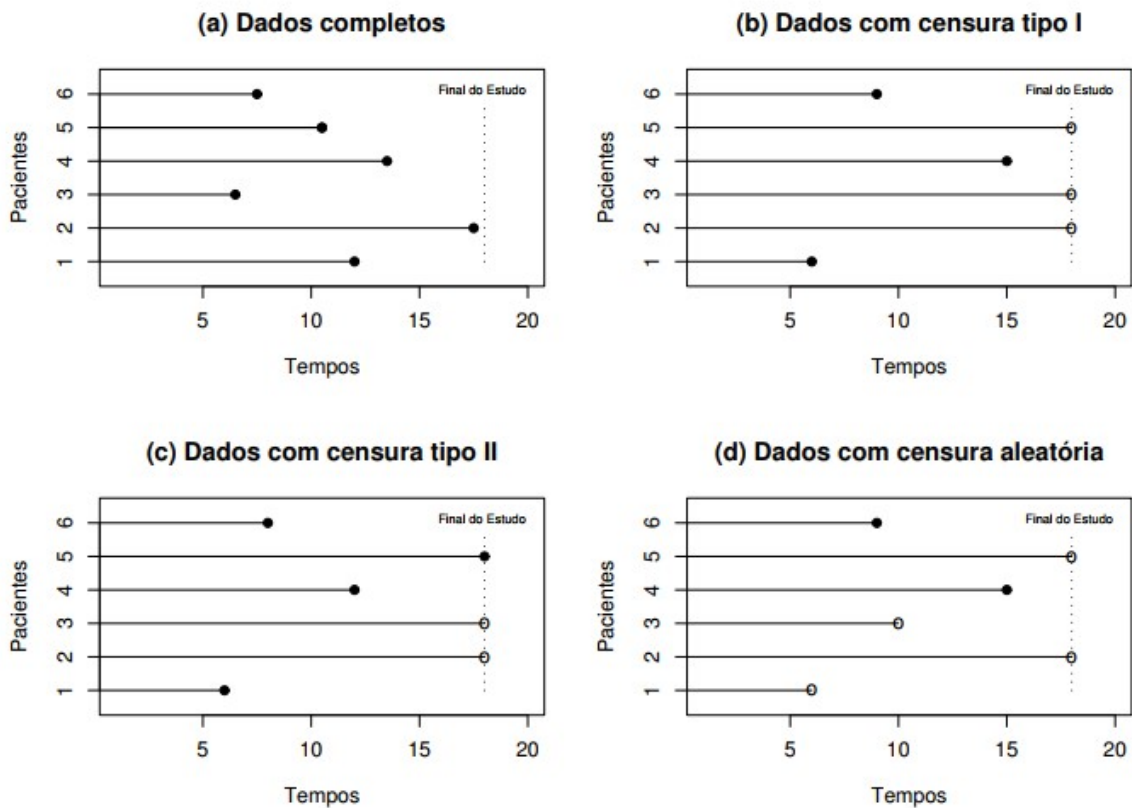 (a) Dados completos
Final do Estudo
Pacientes
6
5
4
3
2
1
5 10 15 20
Tempos
(b) Dados com censura tipo I
Final do Estudo
Pacientes
6
5
4
3
2
1
5 10 15 20
Tempos
(c) Dados com censura tipo II
Final do Estudo
Pacientes
6
5
4
3
2
1
5 10 15 20
Tempos
(d) Dados com censura aleatória
Final do Estudo
Pacientes
6
5
4
3
2
1
5 10 15 20
Tempos